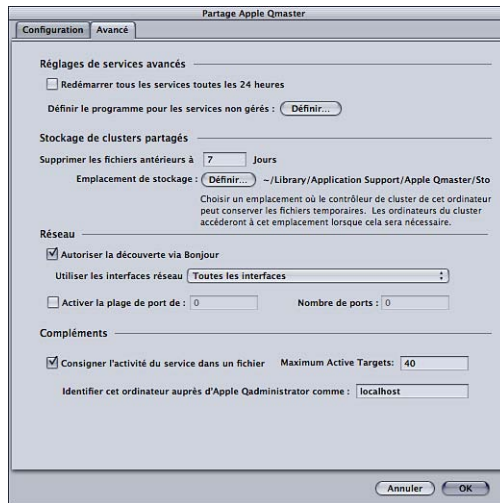 Partage Apple Qmaster
Configuration
Avancé
Réglages de services avancés
Redémarrer tous les services toutes les 24 heures
Définir le programme pour les services non gérés : Définir...
Stockage de clusters partagés
Supprimer les fichiers antérieurs à 7 Jours
Emplacement de stockage : Définir... ~/Library/Application Support/Apple Qmaster/Sto
Choisir un emplacement où le contrôleur de cluster de cet ordinateur
peut conserver les fichiers temporaires. Les ordinateurs du cluster
accéderont à cet emplacement lorsque cela sera nécessaire.
Réseau
Autoriser la découverte via Bonjour
Utiliser les interfaces réseau Toutes les interfaces
Activer la plage de port de : 0 Nombre de ports : 0
Compléments
Consigner l'activité du service dans un fichier Maximum Active Targets: 40
Identifier cet ordinateur auprès d'Apple Qadministrator comme : localhost
Annuler OK